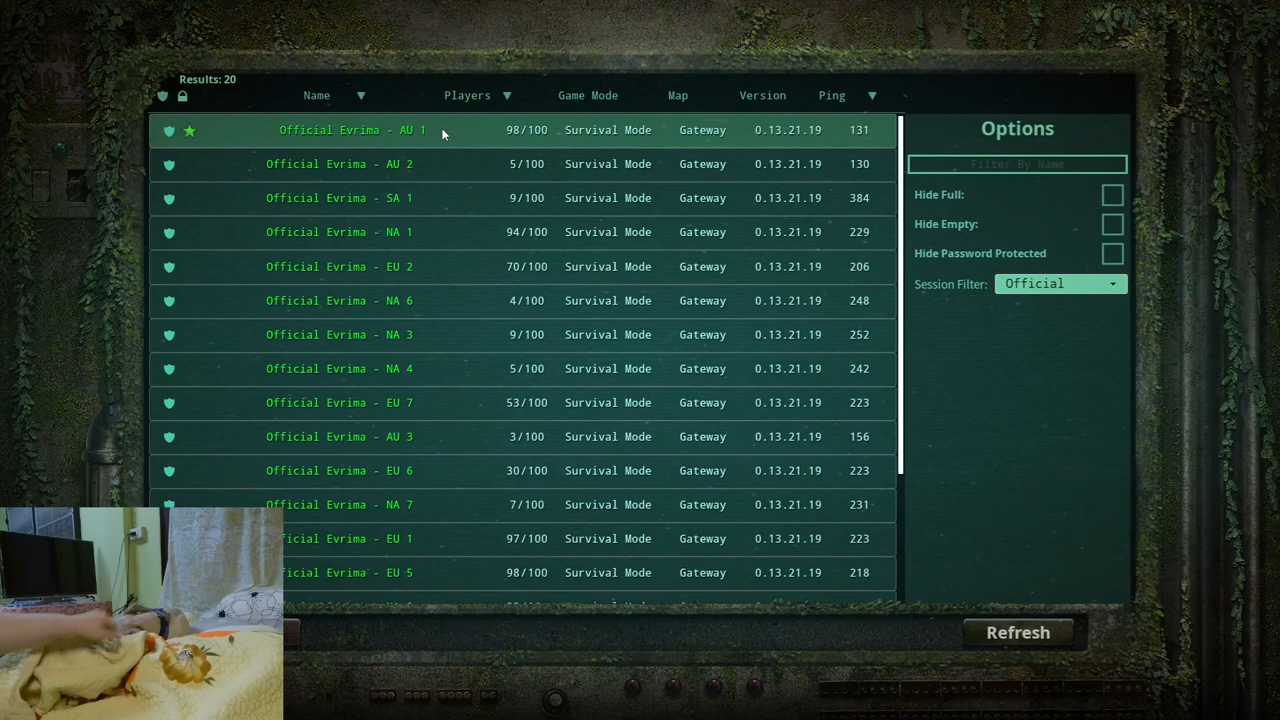 Results: 20
Name Players Game Mode Map Version Ping
Official Evrima - AU 1 98/100 Survival Mode Gateway 0.13.21.19 131
Official Evrima - AU 2 5/100 Survival Mode Gateway 0.13.21.19 130
Official Evrima - SA 1 9/100 Survival Mode Gateway 0.13.21.19 384
Official Evrima - NA 1 94/100 Survival Mode Gateway 0.13.21.19 229
Official Evrima - EU 2 70/100 Survival Mode Gateway 0.13.21.19 206
Official Evrima - NA 6 4/100 Survival Mode Gateway 0.13.21.19 248
Official Evrima - NA 3 9/100 Survival Mode Gateway 0.13.21.19 252
Official Evrima - NA 4 5/100 Survival Mode Gateway 0.13.21.19 242
Official Evrima - EU 7 53/100 Survival Mode Gateway 0.13.21.19 223
Official Evrima - AU 3 3/100 Survival Mode Gateway 0.13.21.19 156
Official Evrima - EU 6 30/100 Survival Mode Gateway 0.13.21.19 223
Official Evrima - NA 7 7/100 Survival Mode Gateway 0.13.21.19 231
Evrima - EU 1 97/100 Survival Mode Gateway 0.13.21.19 223
Evrima - EU 5 98/100 Survival Mode Gateway 0.13.21.19 218
Options
Filter By Name
Hide Full:
Hide Empty:
Hide Password Protected
Session Filter: Official
Refresh